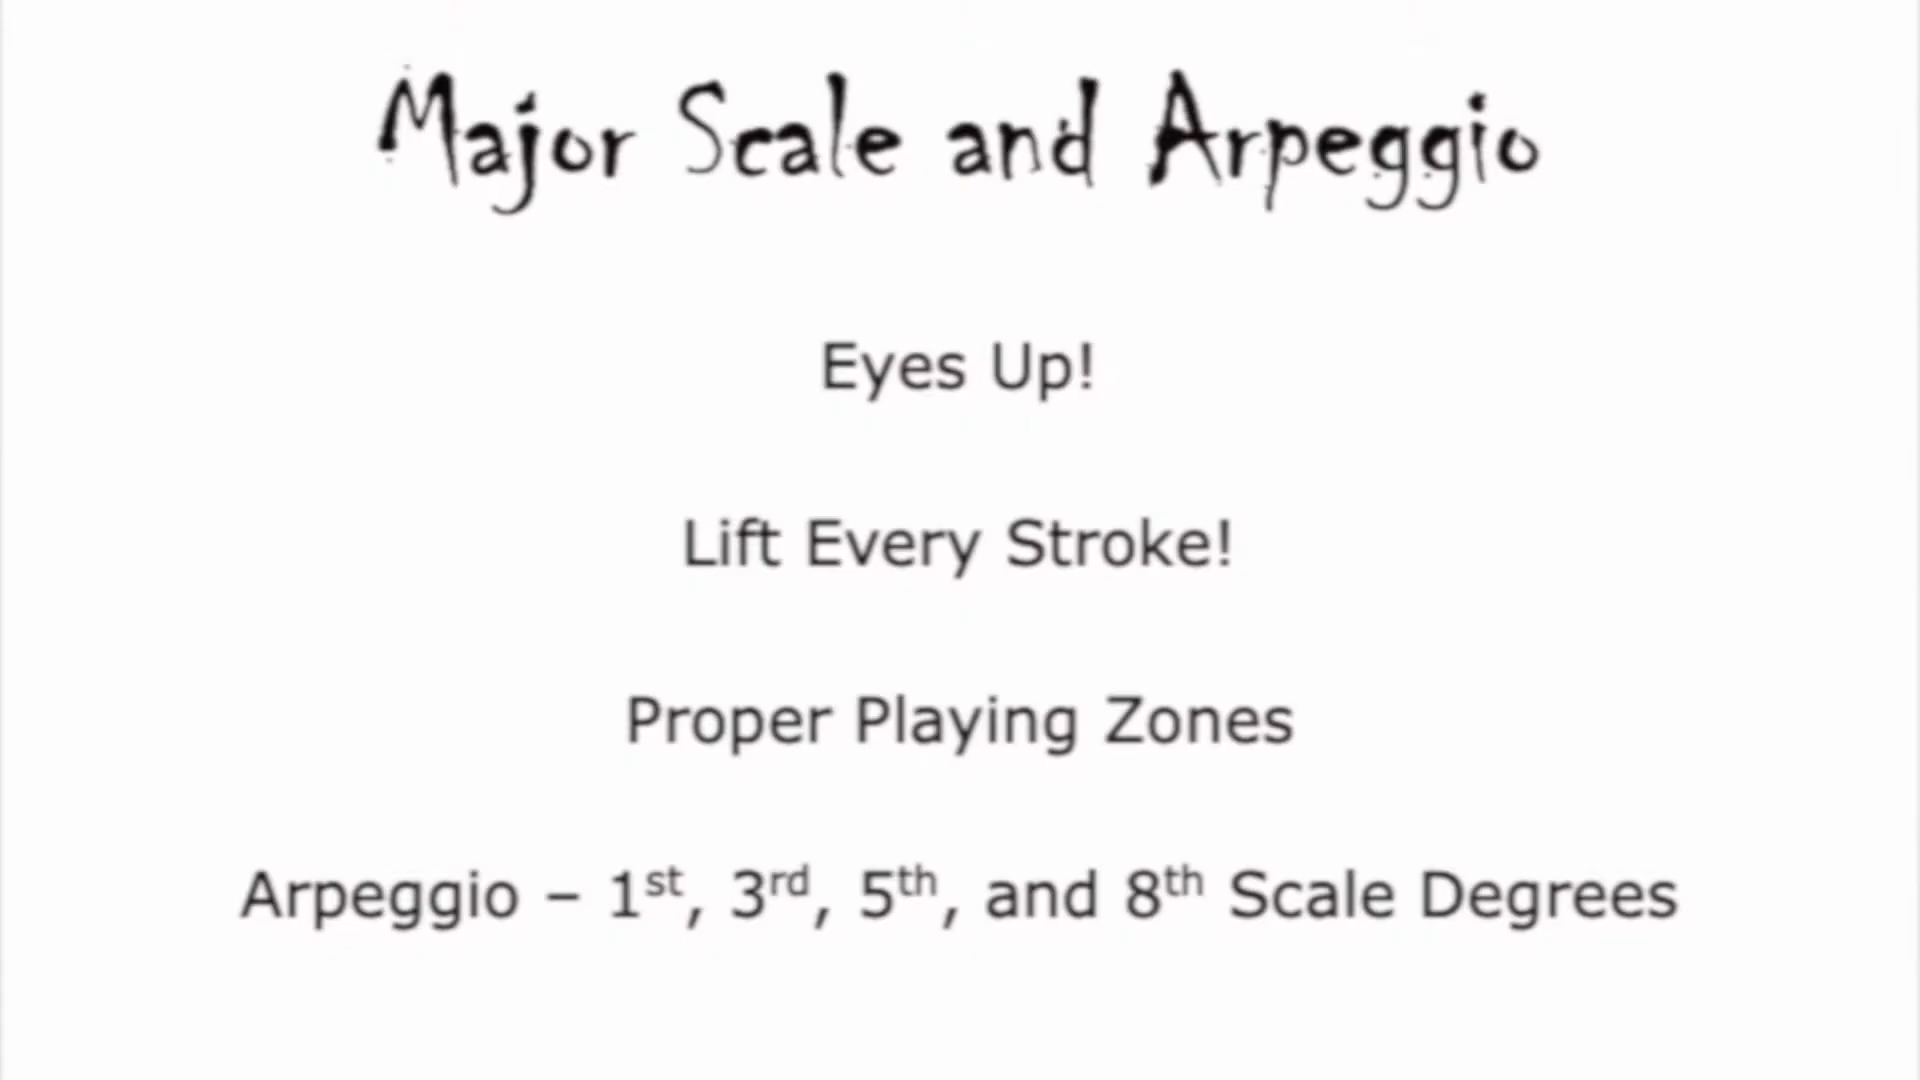 Major Scale and Arpeggio
Eyes Up!
Lift Every Stroke!
Proper Playing Zones
Arpeggio – 1st, 3rd, 5th, and 8th Scale Degrees